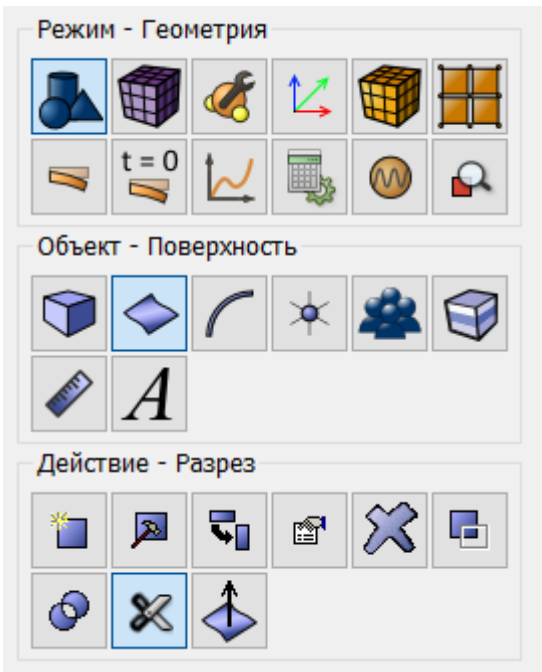 Режим - Геометрия
t = 0
Объект - Поверхность
A
Действие - Разрез